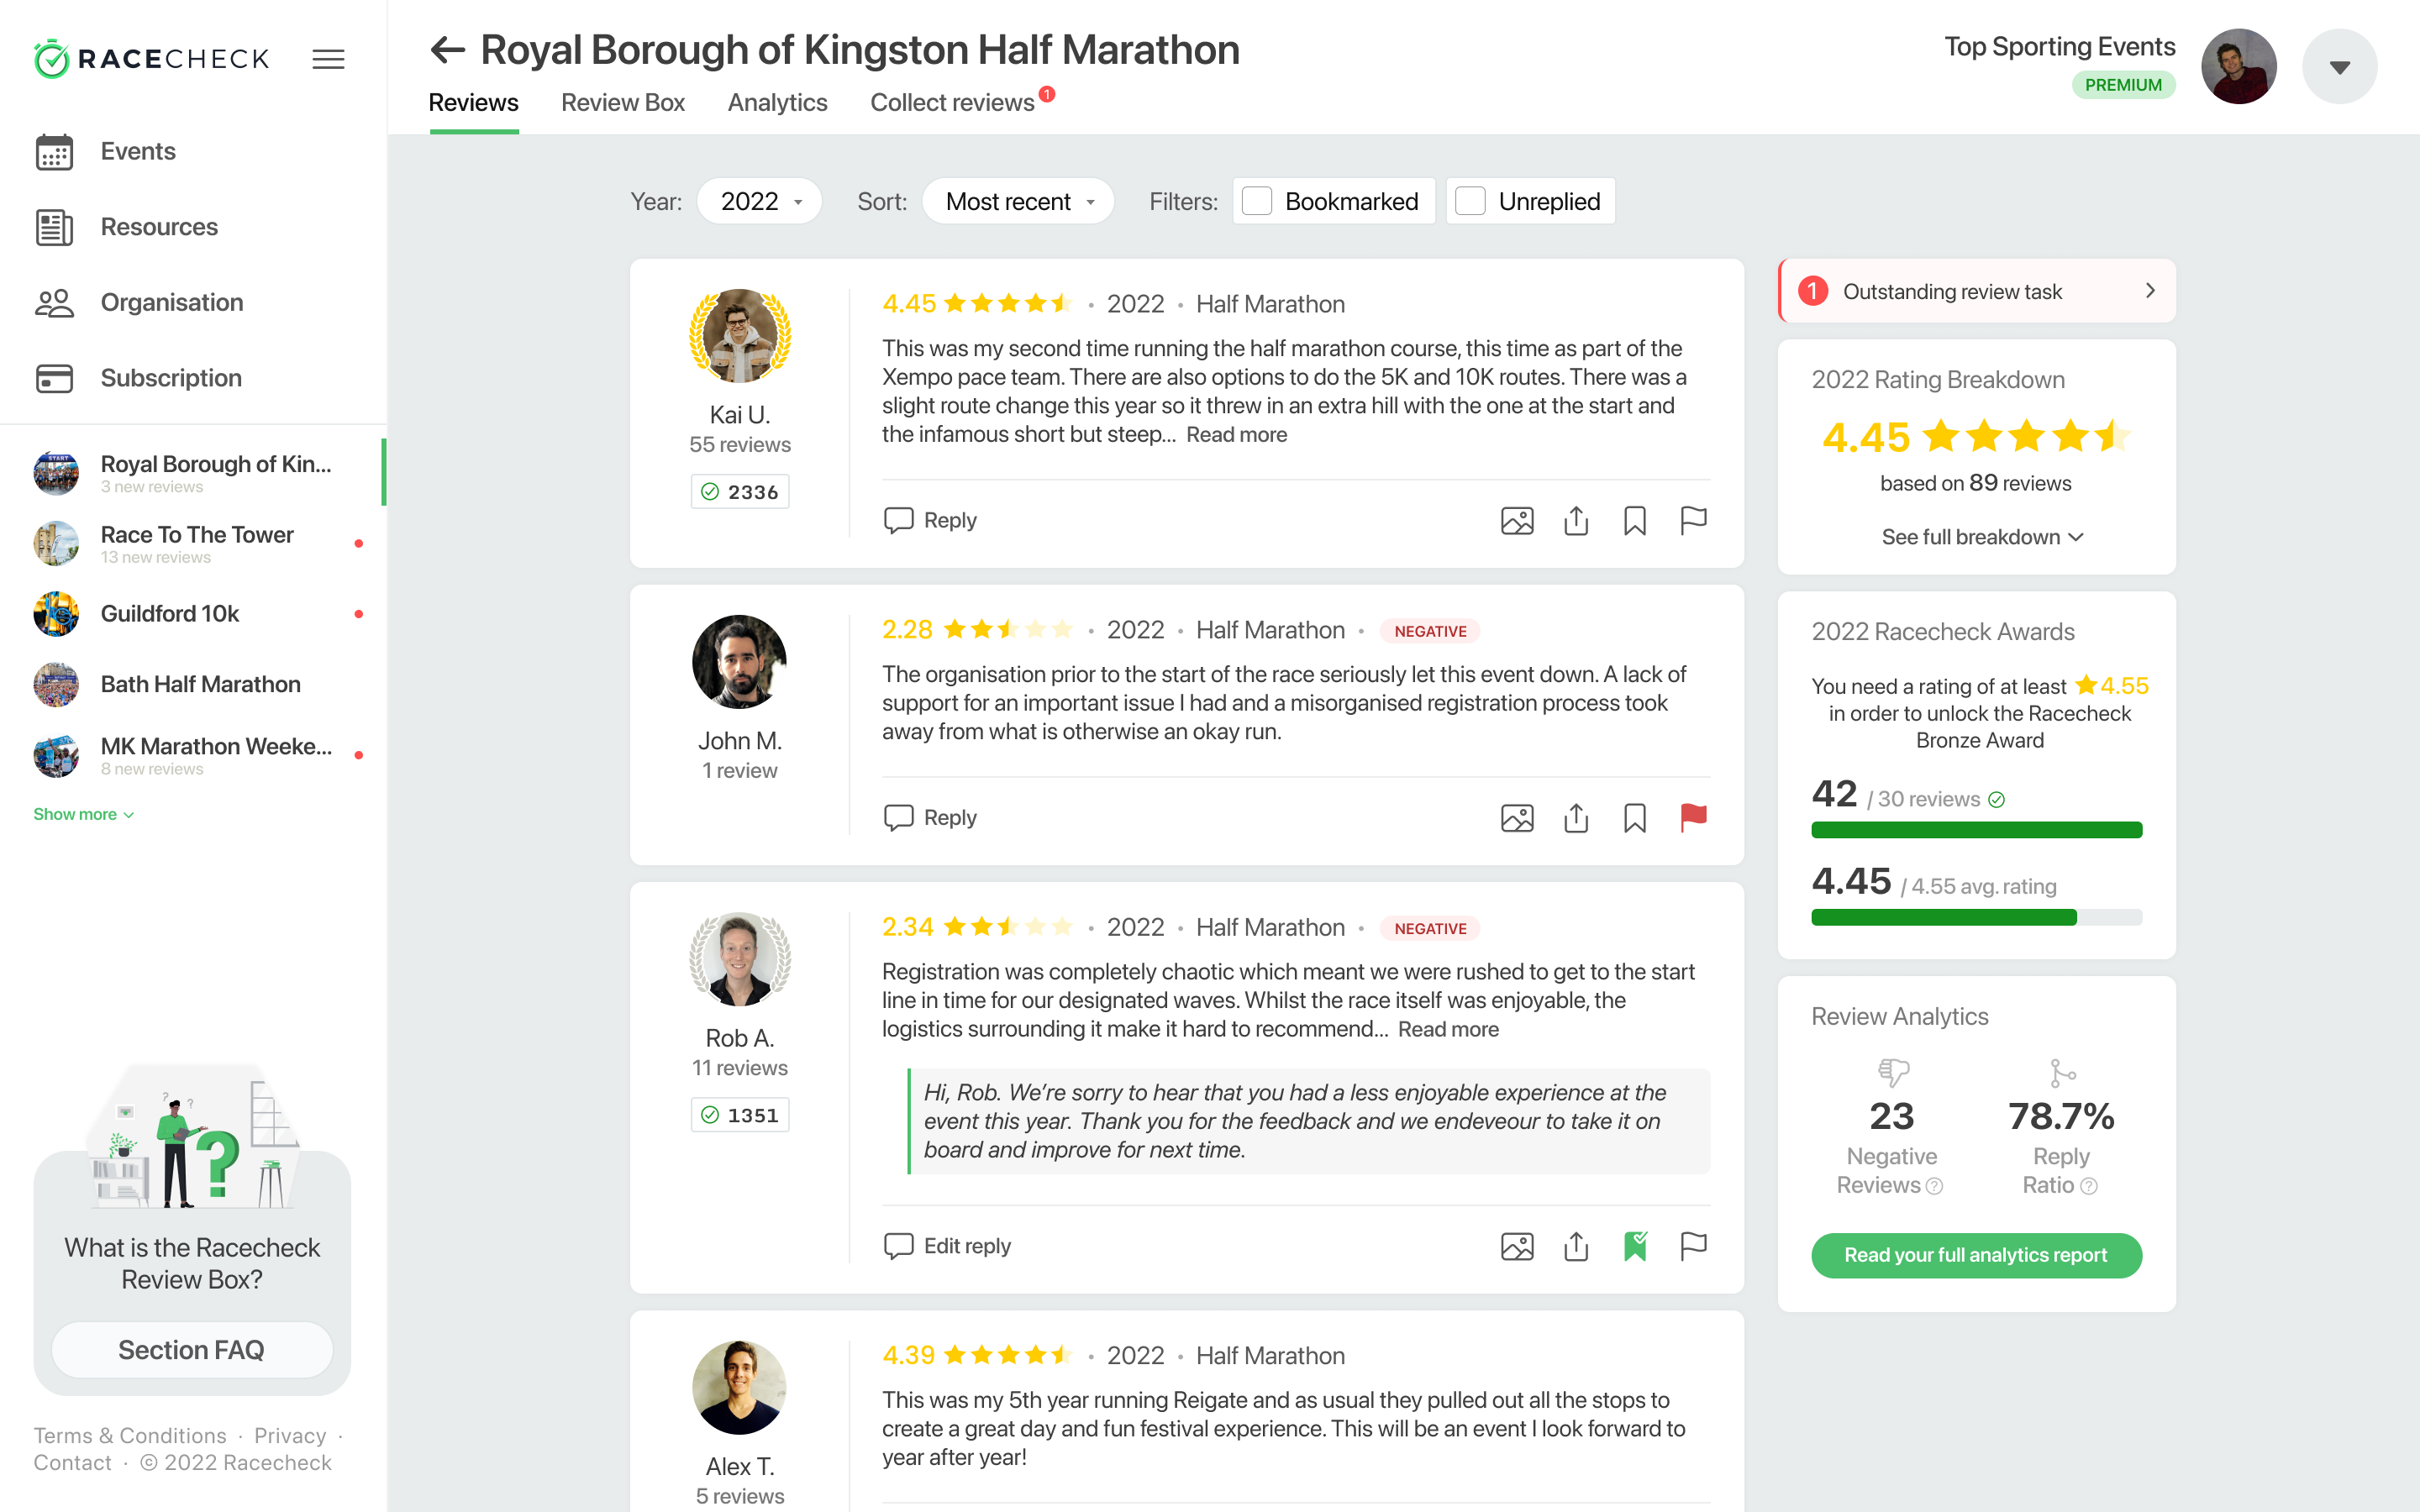 RACECHECK
Events
Resources
Organisation
Subscription
START
Royal Borough of Kin...
3 new reviews
Race To The Tower
13 new reviews
Guildford 10k
Bath Half Marathon
MK Marathon Weeke...
8 new reviews
Show more
? ?
?
What is the Racecheck
Review Box?
Section FAQ
Terms & Conditions · Privacy ·
Contact · © 2022 Racecheck
Royal Borough of Kingston Half Marathon
Reviews Review Box Analytics Collect reviews 1
Top Sporting Events
PREMIUM
Year: 2022 Sort: Most recent Filters: Bookmarked Unreplied
Kai U.
55 reviews
2336
4.45 • 2022 • Half Marathon
This was my second time running the half marathon course, this time as part of the
Xempo pace team. There are also options to do the 5K and 10K routes. There was a
slight route change this year so it threw in an extra hill with the one at the start and
the infamous short but steep... Read more
Reply
John M.
1 review
2.28 • 2022 • Half Marathon • NEGATIVE
The organisation prior to the start of the race seriously let this event down. A lack of
support for an important issue I had and a misorganised registration process took
away from what is otherwise an okay run.
Reply
Rob A.
11 reviews
1351
2.34 • 2022 • Half Marathon • NEGATIVE
Registration was completely chaotic which meant we were rushed to get to the start
line in time for our designated waves. Whilst the race itself was enjoyable, the
logistics surrounding it make it hard to recommend... Read more
Hi, Rob. We're sorry to hear that you had a less enjoyable experience at the
event this year. Thank you for the feedback and we endeveour to take it on
board and improve for next time.
Edit reply
Alex T.
5 reviews
4.39 • 2022 • Half Marathon
This was my 5th year running Reigate and as usual they pulled out all the stops to
create a great day and fun festival experience. This will be an event I look forward to
year after year!
1 Outstanding review task
2022 Rating Breakdown
4.45
based on 89 reviews
See full breakdown
2022 Racecheck Awards
You need a rating of at least 4.55
in order to unlock the Racecheck
Bronze Award
42 / 30 reviews
4.45 / 4.55 avg. rating
Review Analytics
23
Negative
Reviews ?
78.7%
Reply
Ratio ?
Read your full analytics report